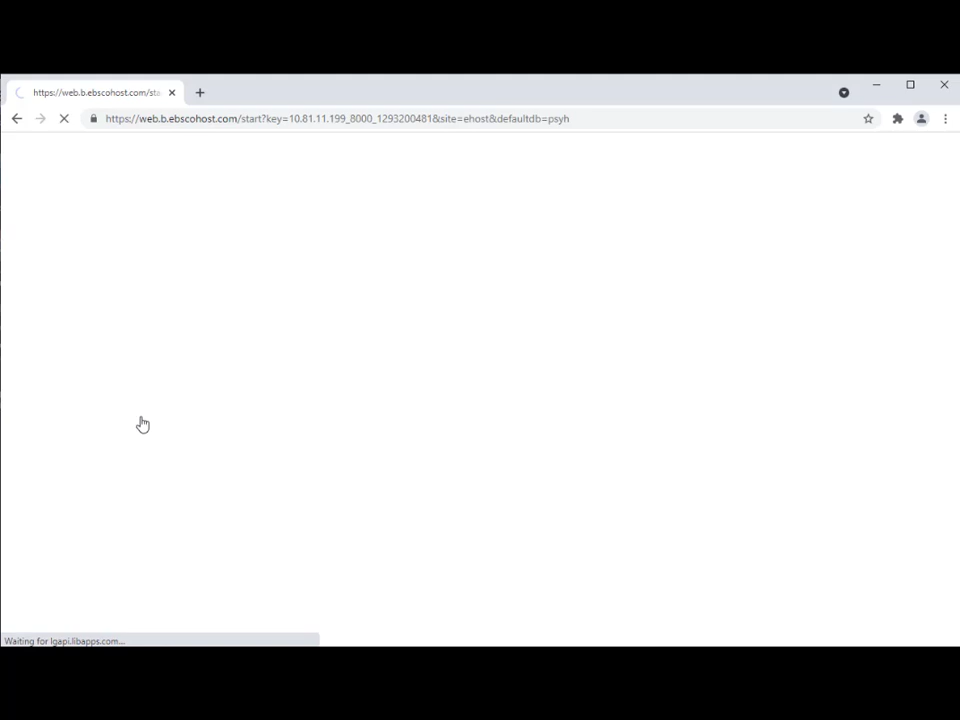 https://web.b.ebscohost.com/sta
https://web.b.ebscohost.com/start?key=10.81.11.199_8000_1293200481&site=ehost&defaultdb=psyh
Waiting for lgapi.libapps.com...